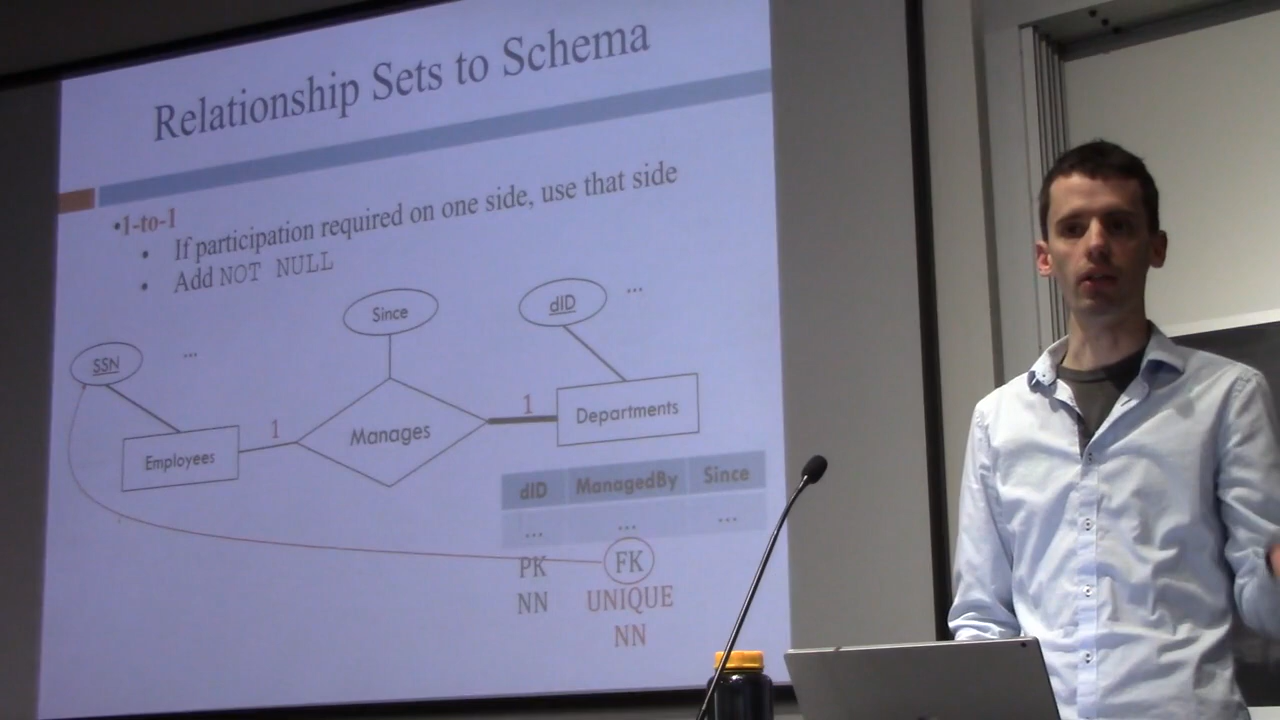 Relationship Sets to Schema
•1-to-1
• If participation required on one side, use that side
• Add NOT NULL
Since
dID
...
SSN
...
1
1
Employees
Manages
Departments
dID ManagedBy Since
... ... ...
PK FK
NN UNIQUE
NN